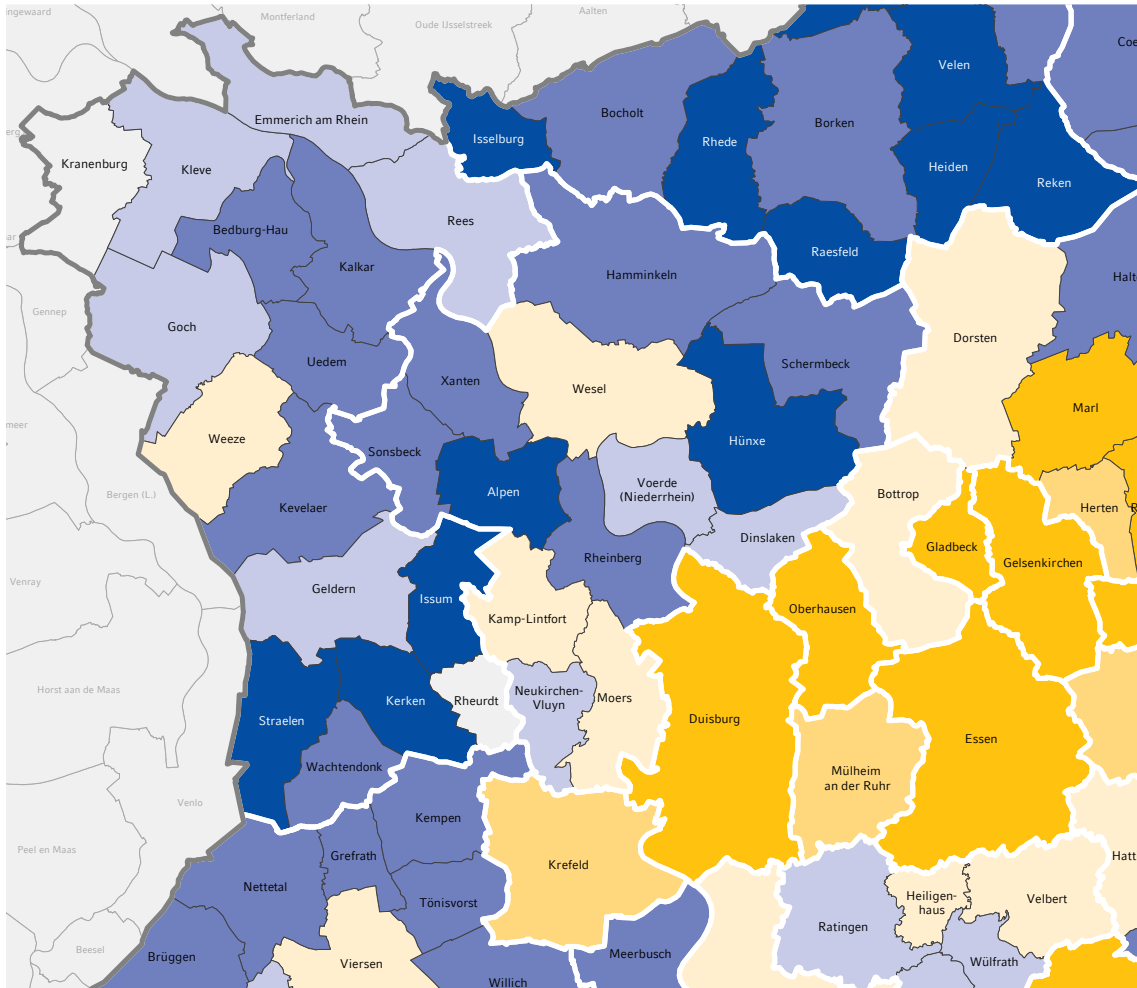 ngewaard
Montferland
Oude IJsselstreek
Aalten
Coe
Velen
Bocholt
Emmerich am Rhein
Borken
Isselburg
Rhede
Kranenburg
Kleve
Heiden
Reken
Rees
Bedburg-Hau
Raesfeld
Kalkar
Hamminkeln
Halte
Gennep
Goch
Dorsten
Uedem
Schermbeck
Xanten
Wesel
Marl
meer
Weeze
Hünxe
Sonsbeck
Voerde
(Niederrhein)
Alpen
Bergen (L.)
Bottrop
Kevelaer
Herten
R
Dinslaken
Gladbeck
Rheinberg
Gelsenkirchen
Venray
Geldern
Issum
Oberhausen
Kamp-Lintfort
Horst aan de Maas
Neukirchen-
Vluyn
Rheurdt
Moers
Kerken
Straelen
Duisburg
Essen
Wachtendonk
Mülheim
an der Ruhr
Venlo
Kempen
Peel en Maas
Grefrath
Hatt
Krefeld
Nettetal
Tönisvorst
Heiligen-
haus
Velbert
Ratingen
Beesel
Brüggen
Meerbusch
Viersen
Wülfrath
Willich